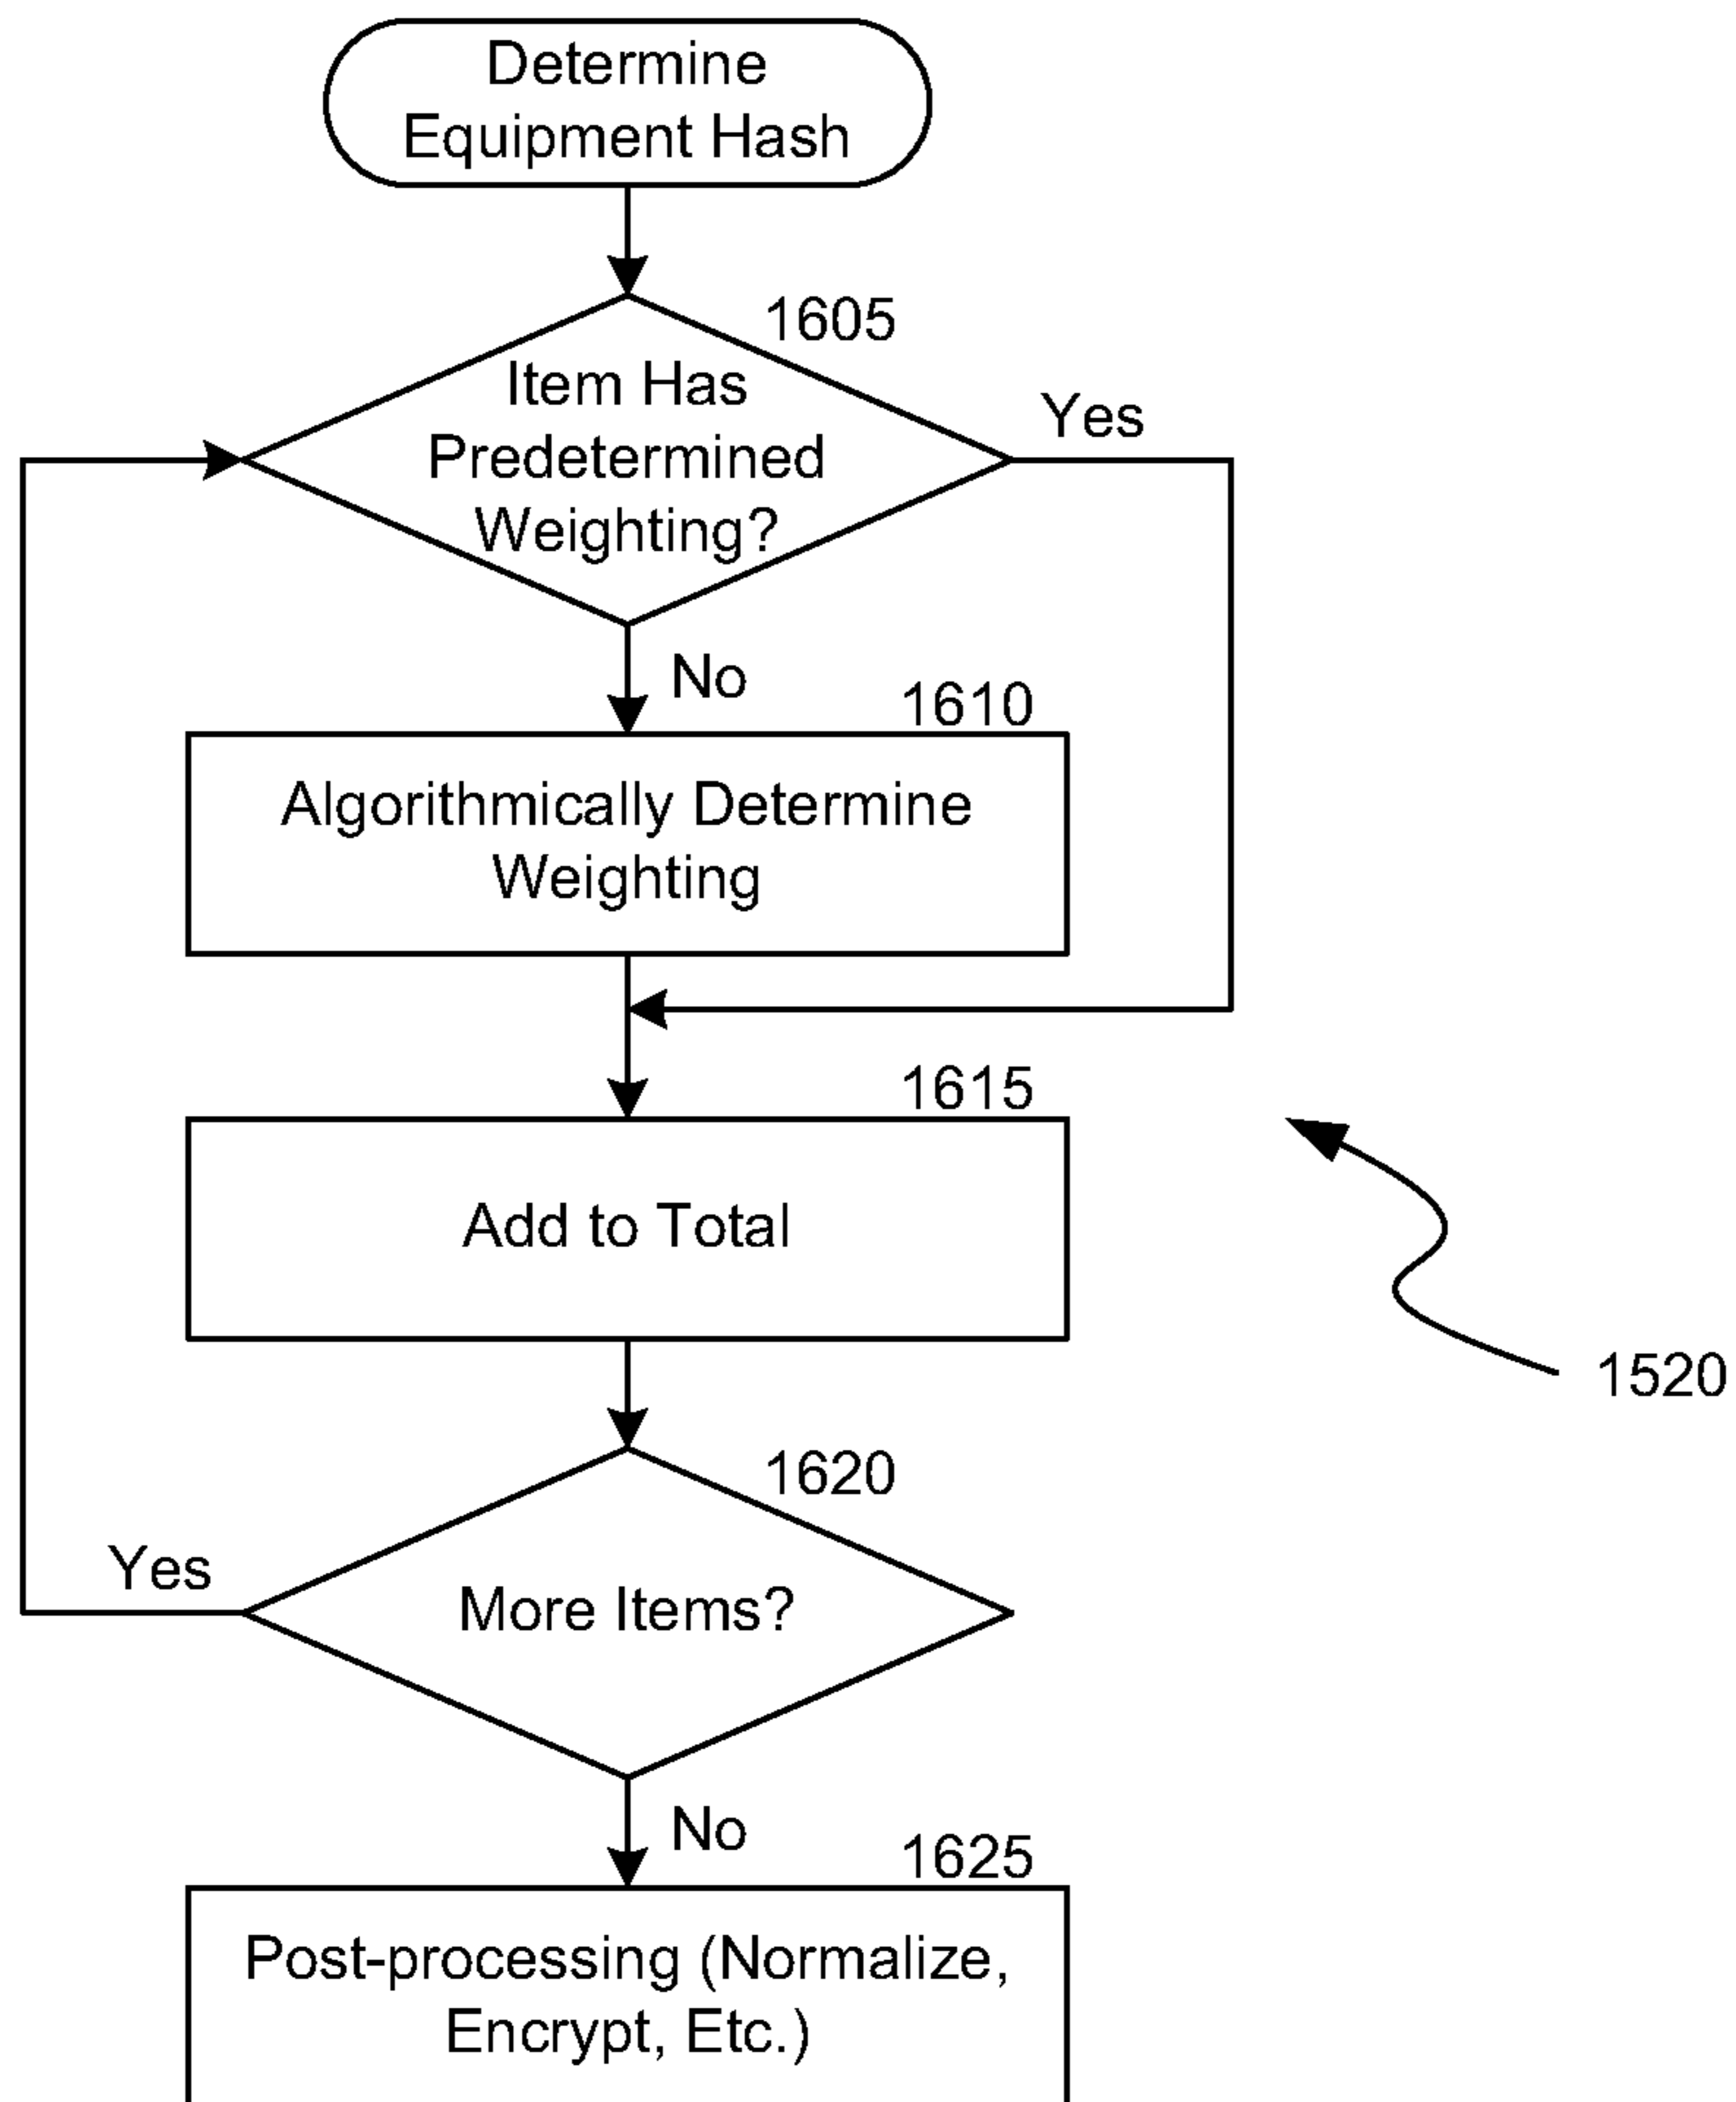 Determine
Equipment Hash
1605
Item Has
Predetermined
Weighting?
Yes
No
1610
Algorithmically Determine
Weighting
1615
Add to Total
1520
1620
More Items?
Yes
No
1625
Post-processing (Normalize,
Encrypt, Etc.)